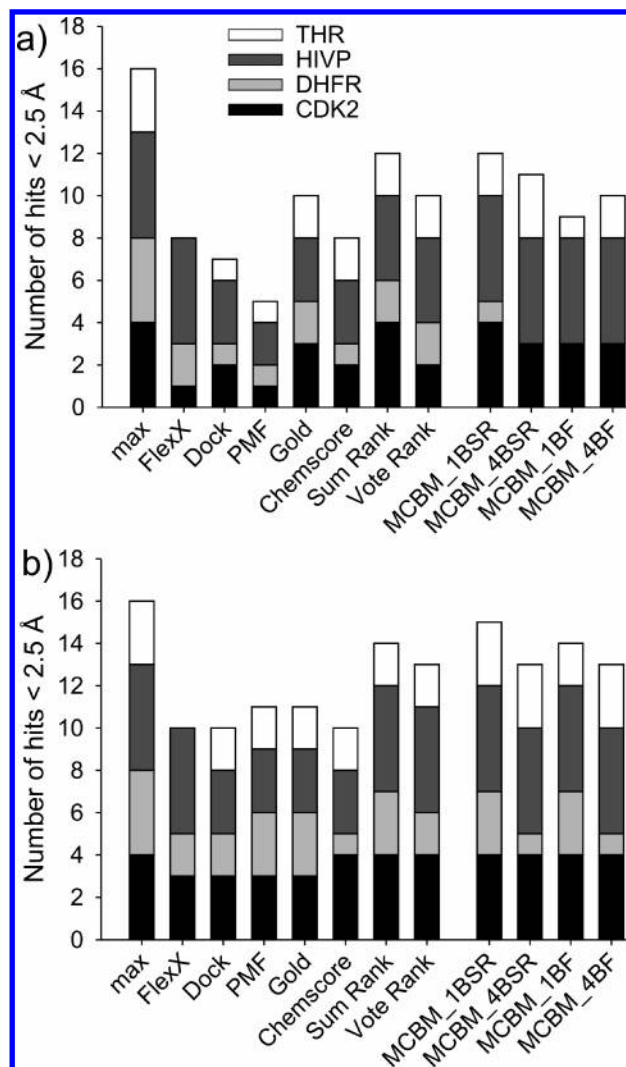 a)
Number of hits < 2.5 Å
18
16
14
12
10
8
6
4
2
0
THR
HIVP
DHFR
CDK2
max
FlexX
Dock
PMF
Gold
Chemscore
Sum Rank
Vote Rank
MCBM_1BSR
MCBM_4BSR
MCBM_1BF
MCBM_4BF
b)
Number of hits < 2.5 Å
18
16
14
12
10
8
6
4
2
0
max
FlexX
Dock
PMF
Gold
Chemscore
Sum Rank
Vote Rank
MCBM_1BSR
MCBM_4BSR
MCBM_1BF
MCBM_4BF